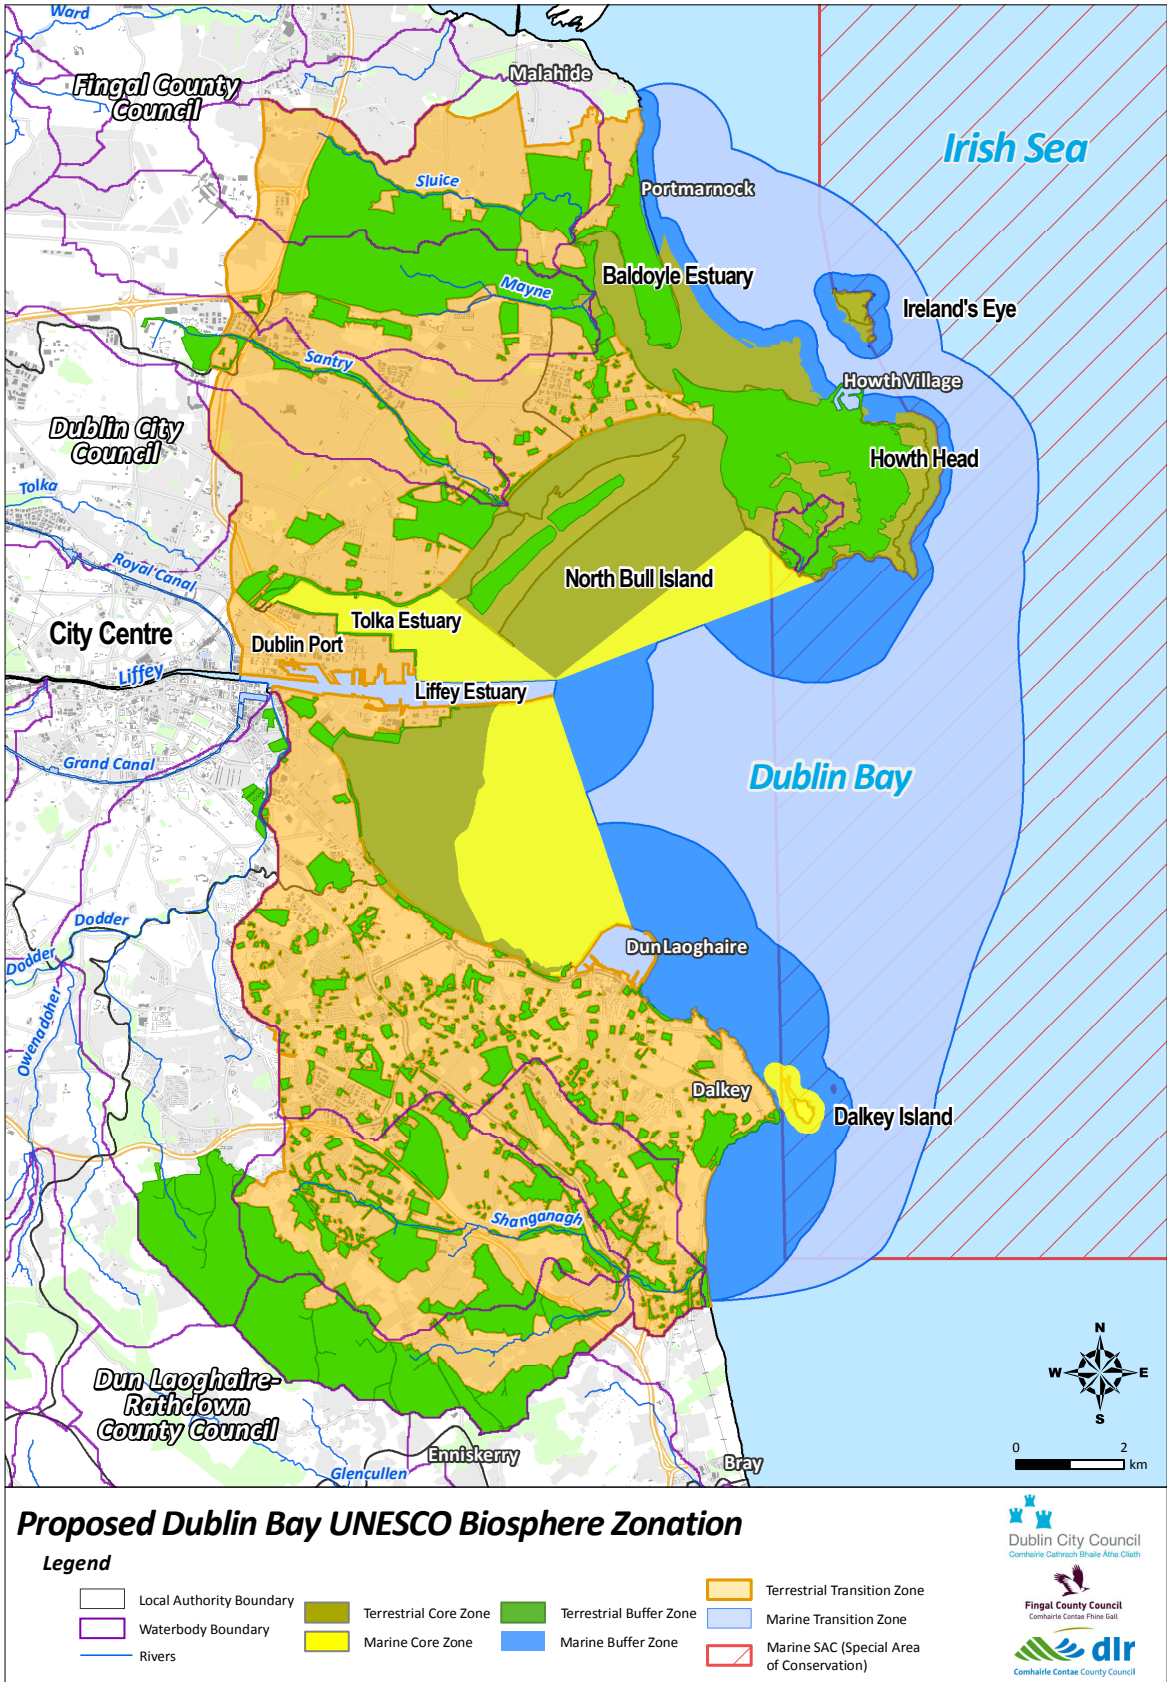 Ward
Fingal County
Council
Malahide
Irish Sea
Sluice
Portmarnock
Baldoyle Estuary
Mayne
Ireland's Eye
Santry
Howth Village
Dublin City
Council
Howth Head
Tolka
Royal Canal
North Bull Island
Tolka Estuary
City Centre
Dublin Port
Liffey
Liffey Estuary
Grand Canal
Dublin Bay
Dodder
Dun Laoghaire
Dodder
Owenadoher
Dalkey
Dalkey Island
Shanganagh
N
W E
S
Dun Laoghaire-
Rathdown
County Council
Enniskerry
Glencullen
Bray
0 2
km
Proposed Dublin Bay UNESCO Biosphere Zonation
Legend
Local Authority Boundary
Waterbody Boundary
Rivers
Terrestrial Core Zone
Marine Core Zone
Terrestrial Buffer Zone
Marine Buffer Zone
Terrestrial Transition Zone
Marine Transition Zone
Marine SAC (Special Area
of Conservation)
Dublin City Council
Comhairle Cathrach Bhaile Átha Cliath
Fingal County Council
Comhairle Contae Fhine Gall
dlr
Comhairle Contae County Council